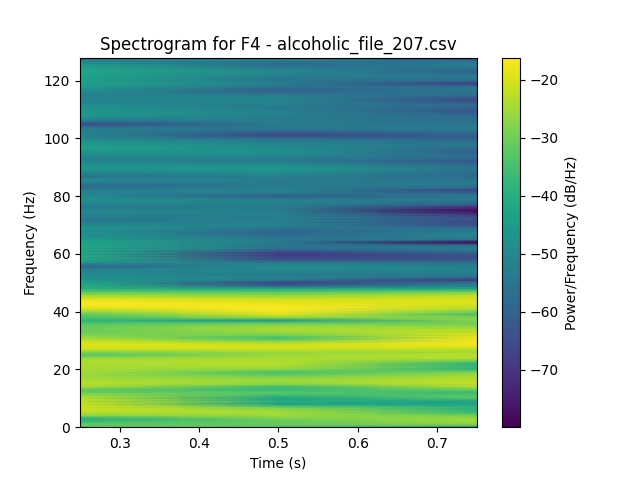 Spectrogram for F4 - alcoholic_file_207.csv
120
100
80
60
40
20
0
Frequency (Hz)
0.3 0.4 0.5 0.6 0.7
Time (s)
−20
−30
−40
−50
−60
−70
Power/Frequency (dB/Hz)